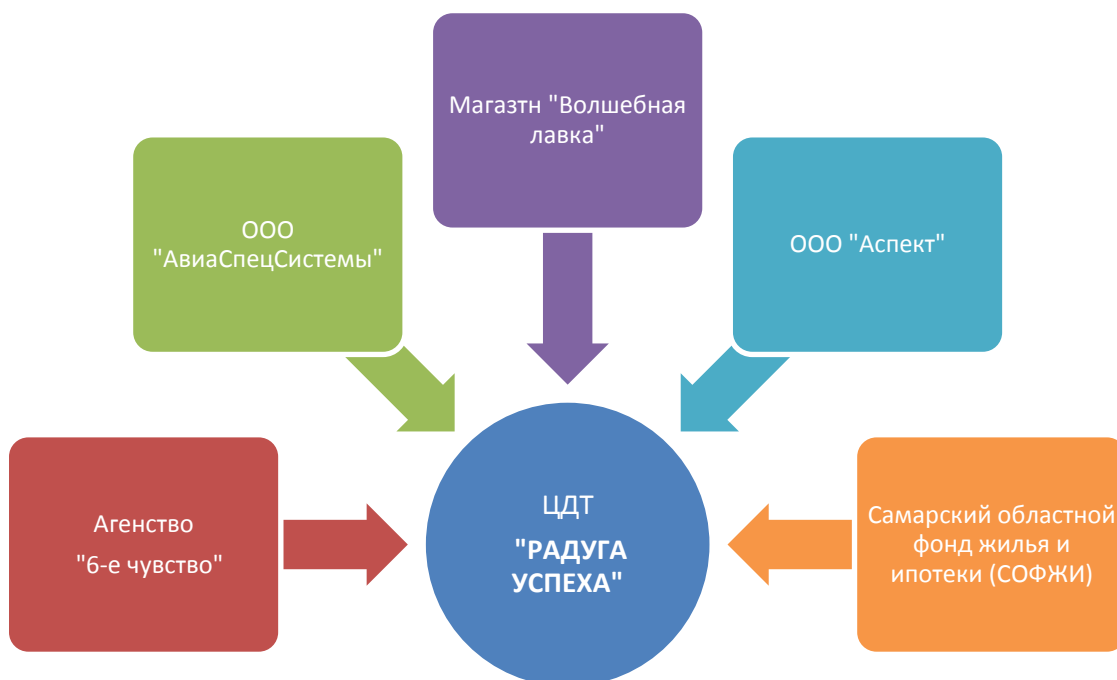 Магазтн "Волшебная
лавка"
ООО
"АвиаСпецСистемы"
ООО "Аспект"
Агенство
"6-е чувство"
ЦДТ
"РАДУГА
УСПЕХА"
Самарский областной
фонд жилья и
ипотеки (СОФЖИ)